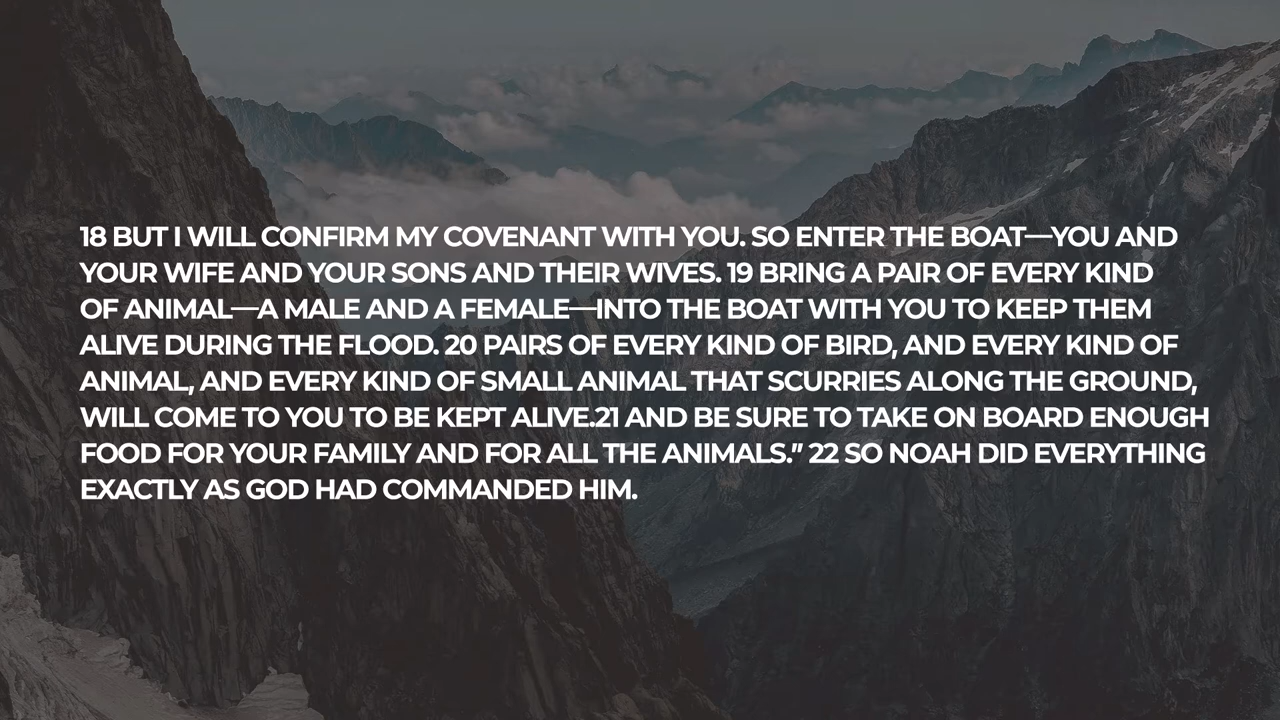 18 BUT I WILL CONFIRM MY COVENANT WITH YOU. SO ENTER THE BOAT—YOU AND
YOUR WIFE AND YOUR SONS AND THEIR WIVES. 19 BRING A PAIR OF EVERY KIND
OF ANIMAL—A MALE AND A FEMALE—INTO THE BOAT WITH YOU TO KEEP THEM
ALIVE DURING THE FLOOD. 20 PAIRS OF EVERY KIND OF BIRD, AND EVERY KIND OF
ANIMAL, AND EVERY KIND OF SMALL ANIMAL THAT SCURRIES ALONG THE GROUND,
WILL COME TO YOU TO BE KEPT ALIVE.21 AND BE SURE TO TAKE ON BOARD ENOUGH
FOOD FOR YOUR FAMILY AND FOR ALL THE ANIMALS.” 22 SO NOAH DID EVERYTHING
EXACTLY AS GOD HAD COMMANDED HIM.